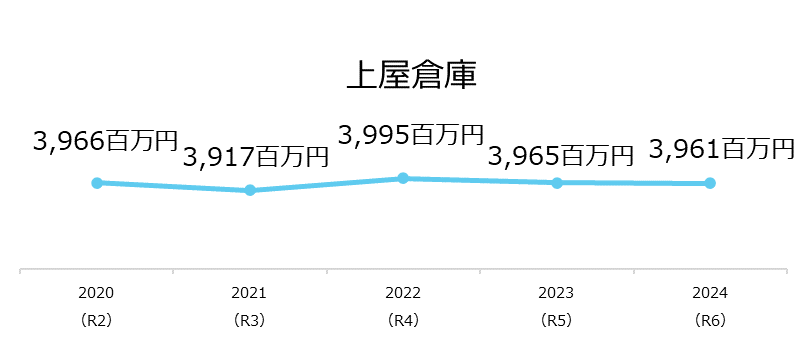 上屋倉庫
3,966百万円
3,917百万円
3,995百万円
3,965百万円
3,961百万円
2020 2021 2022 2023 2024
（R2） （R3） （R4） （R5） （R6）